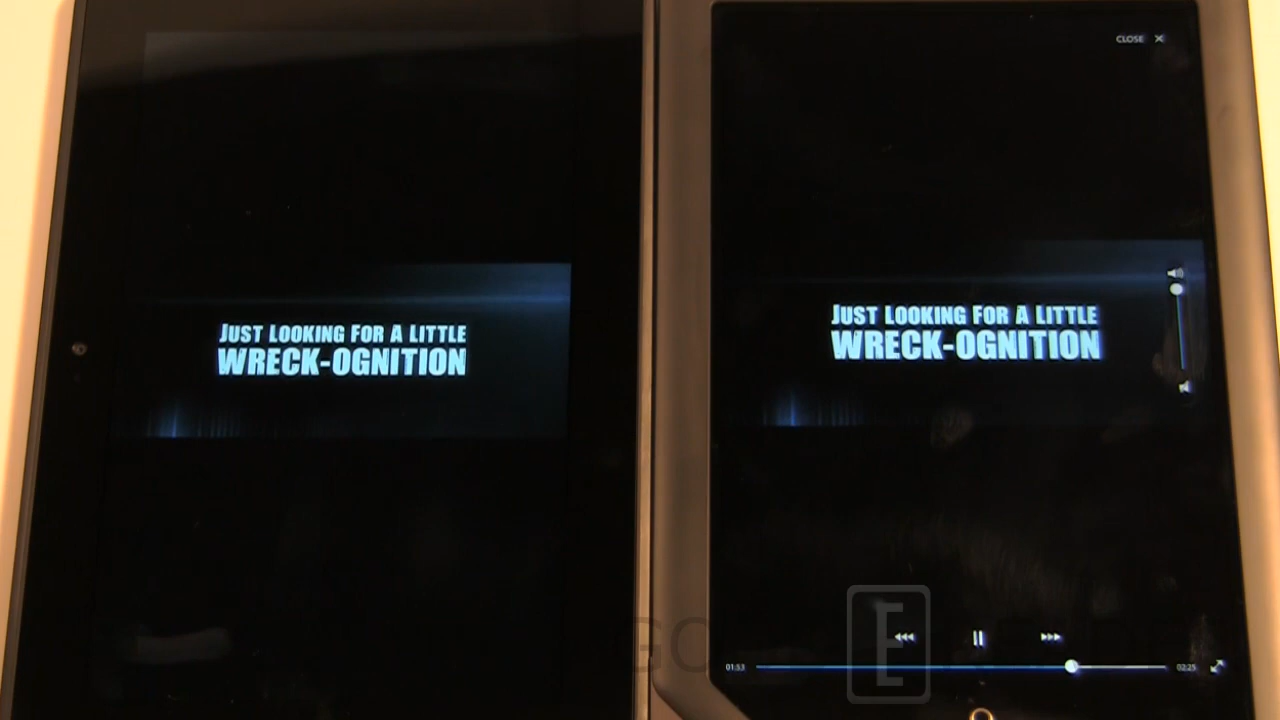 JUST LOOKING FOR A LITTLE
WRECK-OGNITION
CLOSE X
JUST LOOKING FOR A LITTLE
WRECK-OGNITION
01:53
02:25